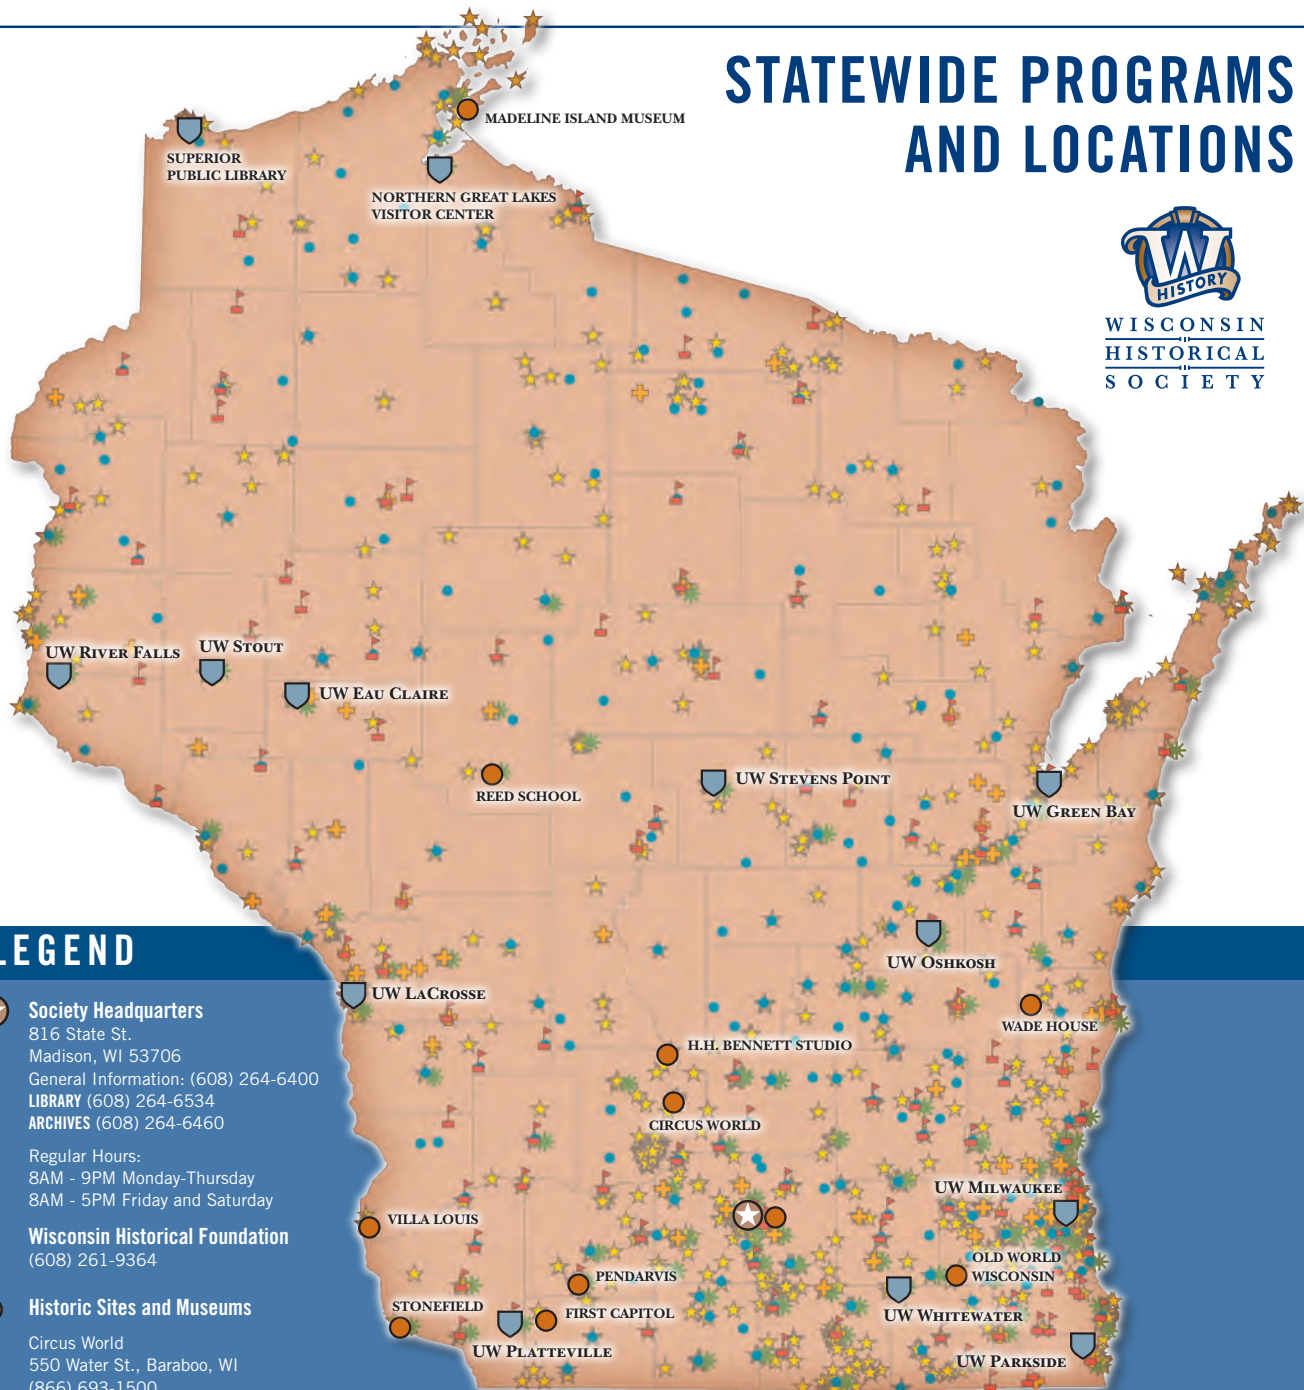 STATEWIDE PROGRAMS
AND LOCATIONS
W
HISTORY
WISCONSIN
HISTORICAL
SOCIETY
MADELINE ISLAND MUSEUM
SUPERIOR
PUBLIC LIBRARY
NORTHERN GREAT LAKES
VISITOR CENTER
UW RIVER FALLS
UW STOUT
UW EAU CLAIRE
REED SCHOOL
UW STEVENS POINT
UW GREEN BAY
UW OSHKOSH
UW LACROSSE
WADE HOUSE
H.H. BENNETT STUDIO
CIRCUS WORLD
UW MILWAUKEE
VILLA LOUIS
OLD WORLD
WISCONSIN
PENDARVIS
STONEFIELD
FIRST CAPITOL
UW WHITEWATER
UW PLATTEVILLE
UW PARKSIDE
LEGEND
Society Headquarters
816 State St.
Madison, WI 53706
General Information: (608) 264-6400
LIBRARY (608) 264-6534
ARCHIVES (608) 264-6460
Regular Hours:
8AM - 9PM Monday-Thursday
8AM - 5PM Friday and Saturday
Wisconsin Historical Foundation
(608) 261-9364
Historic Sites and Museums
Circus World
550 Water St., Baraboo, WI
(866) 693-1500